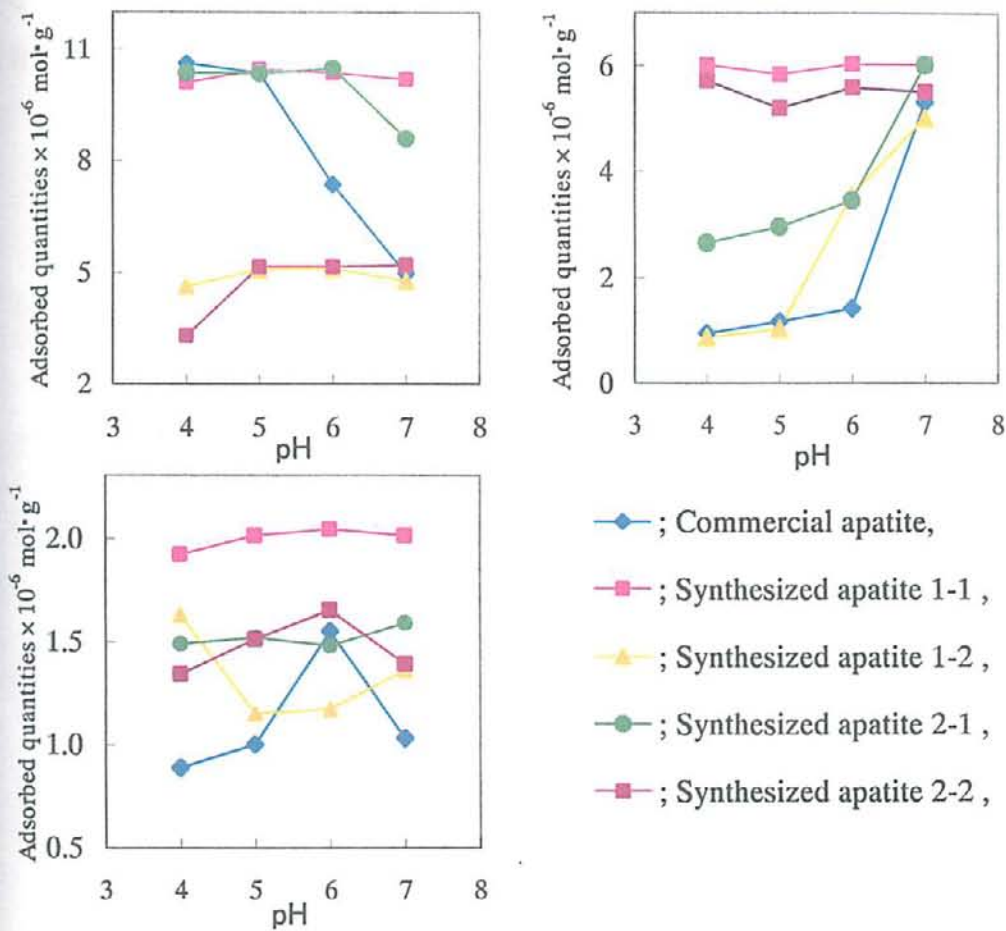 Adsorbed quantities × 10⁻⁶ mol· g⁻¹
11
8
5
2
3 4 5 6 7 8
pH
Adsorbed quantities × 10⁻⁶ mol· g⁻¹
6
4
2
0
3 4 5 6 7 8
pH
Adsorbed quantities × 10⁻⁶ mol· g⁻¹
2.0
1.5
1.0
0.5
3 4 5 6 7 8
pH
; Commercial apatite,
; Synthesized apatite 1-1 ,
; Synthesized apatite 1-2 ,
; Synthesized apatite 2-1 ,
; Synthesized apatite 2-2 ,